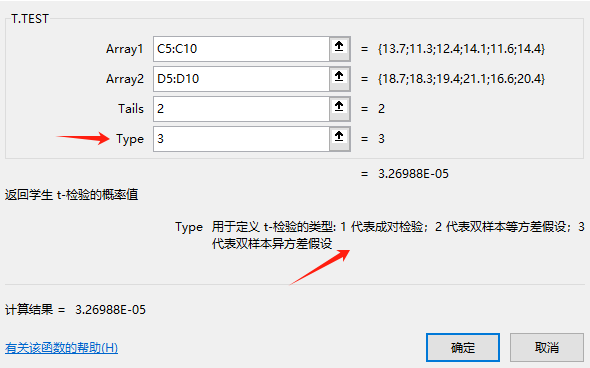 T.TEST
Array1 C5:C10 = {13.7;11.3;12.4;14.1;11.6;14.4}
Array2 D5:D10 = {18.7;18.3;19.4;21.1;16.6;20.4}
Tails 2 = 2
Type 3 = 3
= 3.26988E-05
返回学生 t-检验的概率值
Type 用于定义 t-检验的类型: 1 代表成对检验；2 代表双样本等方差假设；3
代表双样本异方差假设
计算结果 = 3.26988E-05
有关该函数的帮助(H) 确定 取消